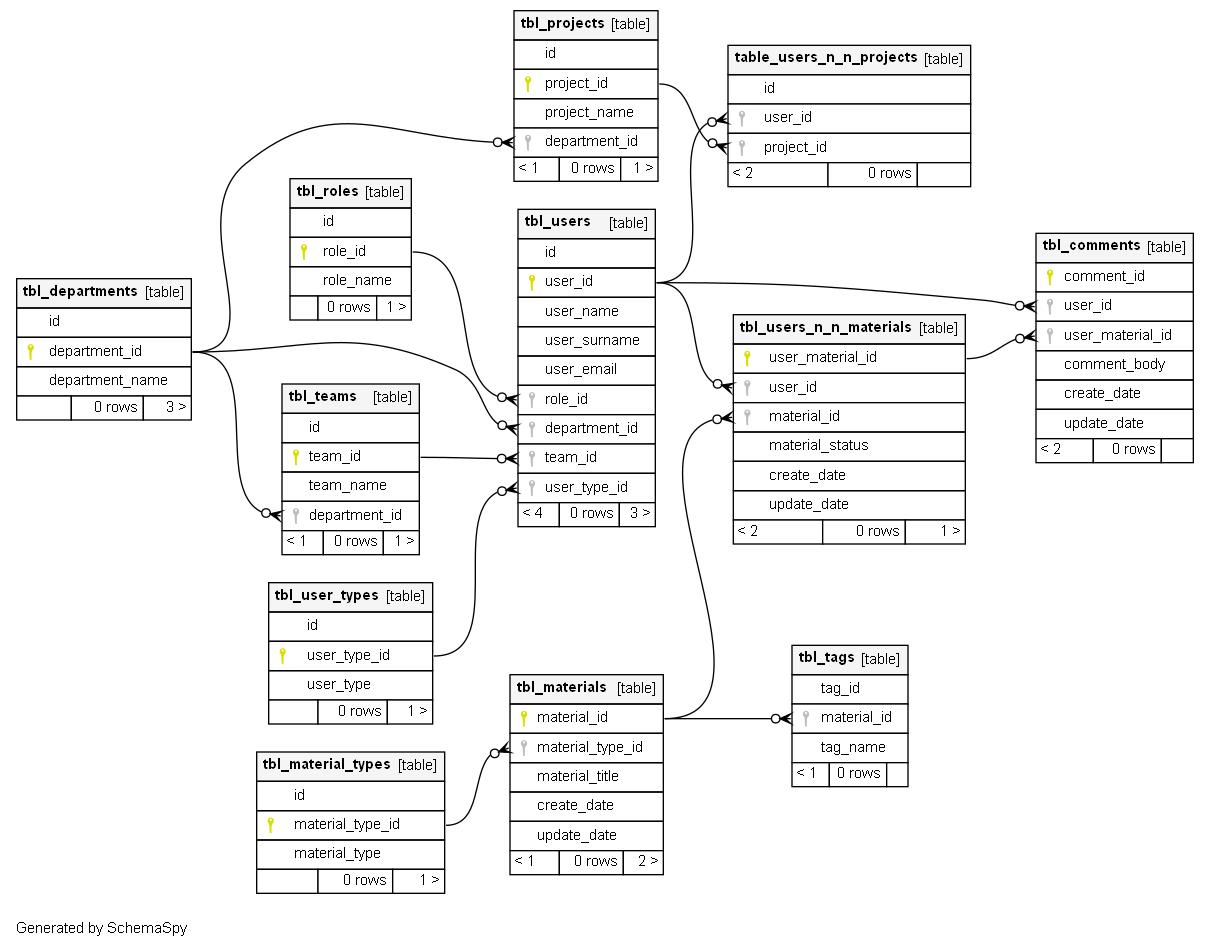 tbl_projects [table]
id
project_id
project_name
department_id
< 1 0 rows 1 >
table_users_n_n_projects [table]
id
user_id
project_id
< 2 0 rows
tbl_roles [table]
id
role_id
role_name
0 rows 1 >
tbl_users [table]
id
user_id
user_name
user_surname
user_email
role_id
department_id
team_id
user_type_id
< 4 0 rows 3 >
tbl_comments [table]
comment_id
user_id
user_material_id
comment_body
create_date
update_date
< 2 0 rows
tbl_departments [table]
id
department_id
department_name
0 rows 3 >
tbl_users_n_n_materials [table]
user_material_id
user_id
material_id
material_status
create_date
update_date
< 2 0 rows 1 >
tbl_teams [table]
id
team_id
team_name
department_id
< 1 0 rows 1 >
tbl_user_types [table]
id
user_type_id
user_type
0 rows 1 >
tbl_materials [table]
material_id
material_type_id
material_title
create_date
update_date
< 1 0 rows 2 >
tbl_tags [table]
tag_id
material_id
tag_name
< 1 0 rows
tbl_material_types [table]
id
material_type_id
material_type
0 rows 1 >
Generated by SchemaSpy